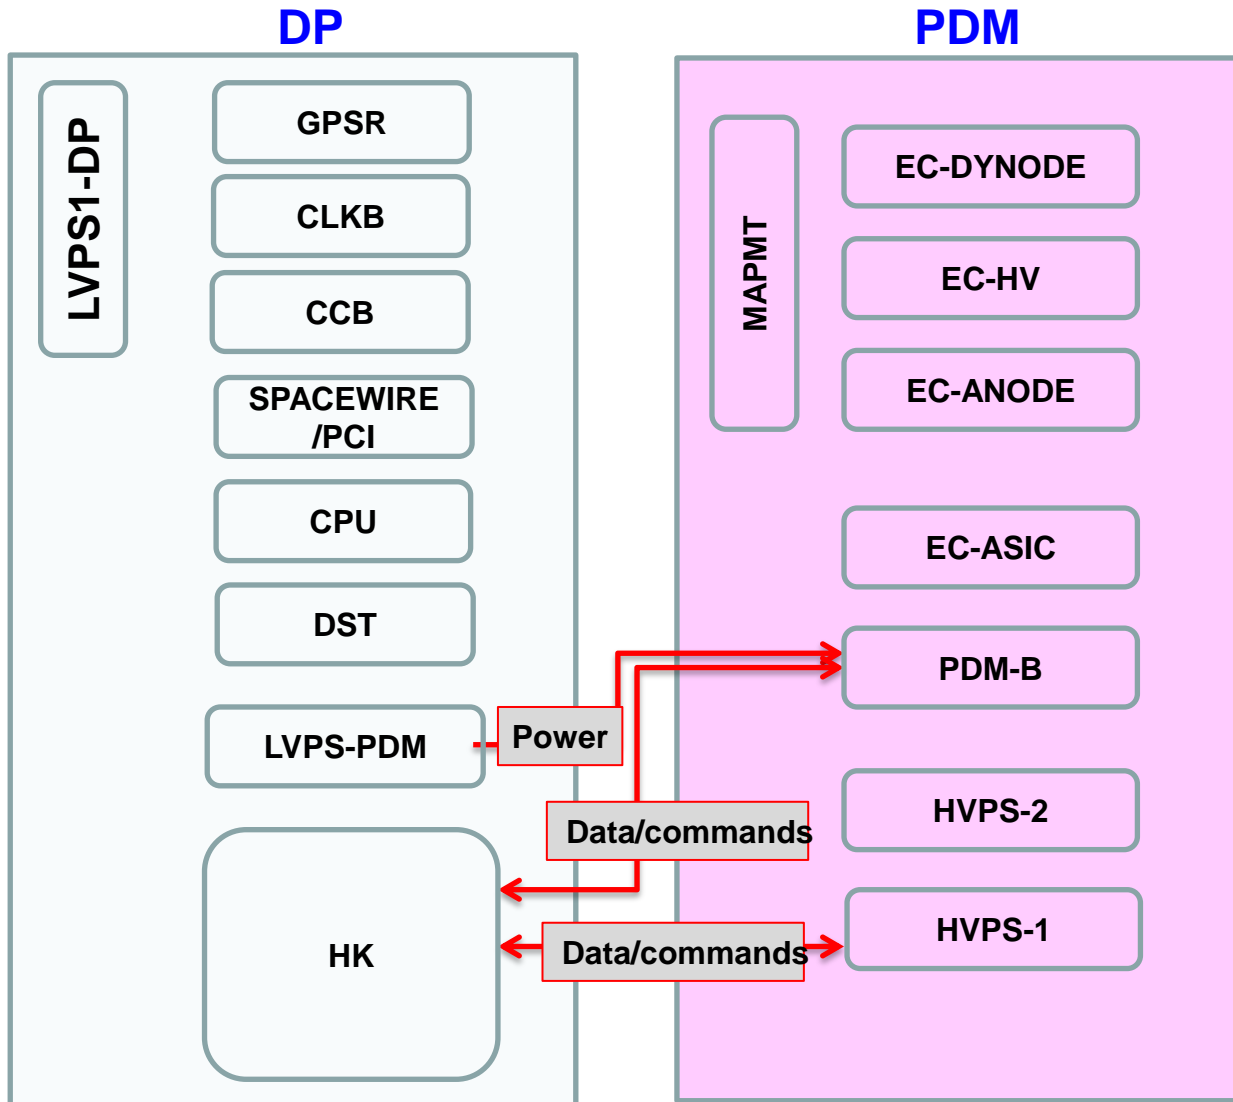 DP
LVPS1-DP
GPSR
CLKB
CCB
SPACEWIRE
/PCI
CPU
DST
LVPS-PDM
HK
Power
Data/commands
Data/commands
PDM
MAPMT
EC-DYNODE
EC-HV
EC-ANODE
EC-ASIC
PDM-B
HVPS-2
HVPS-1